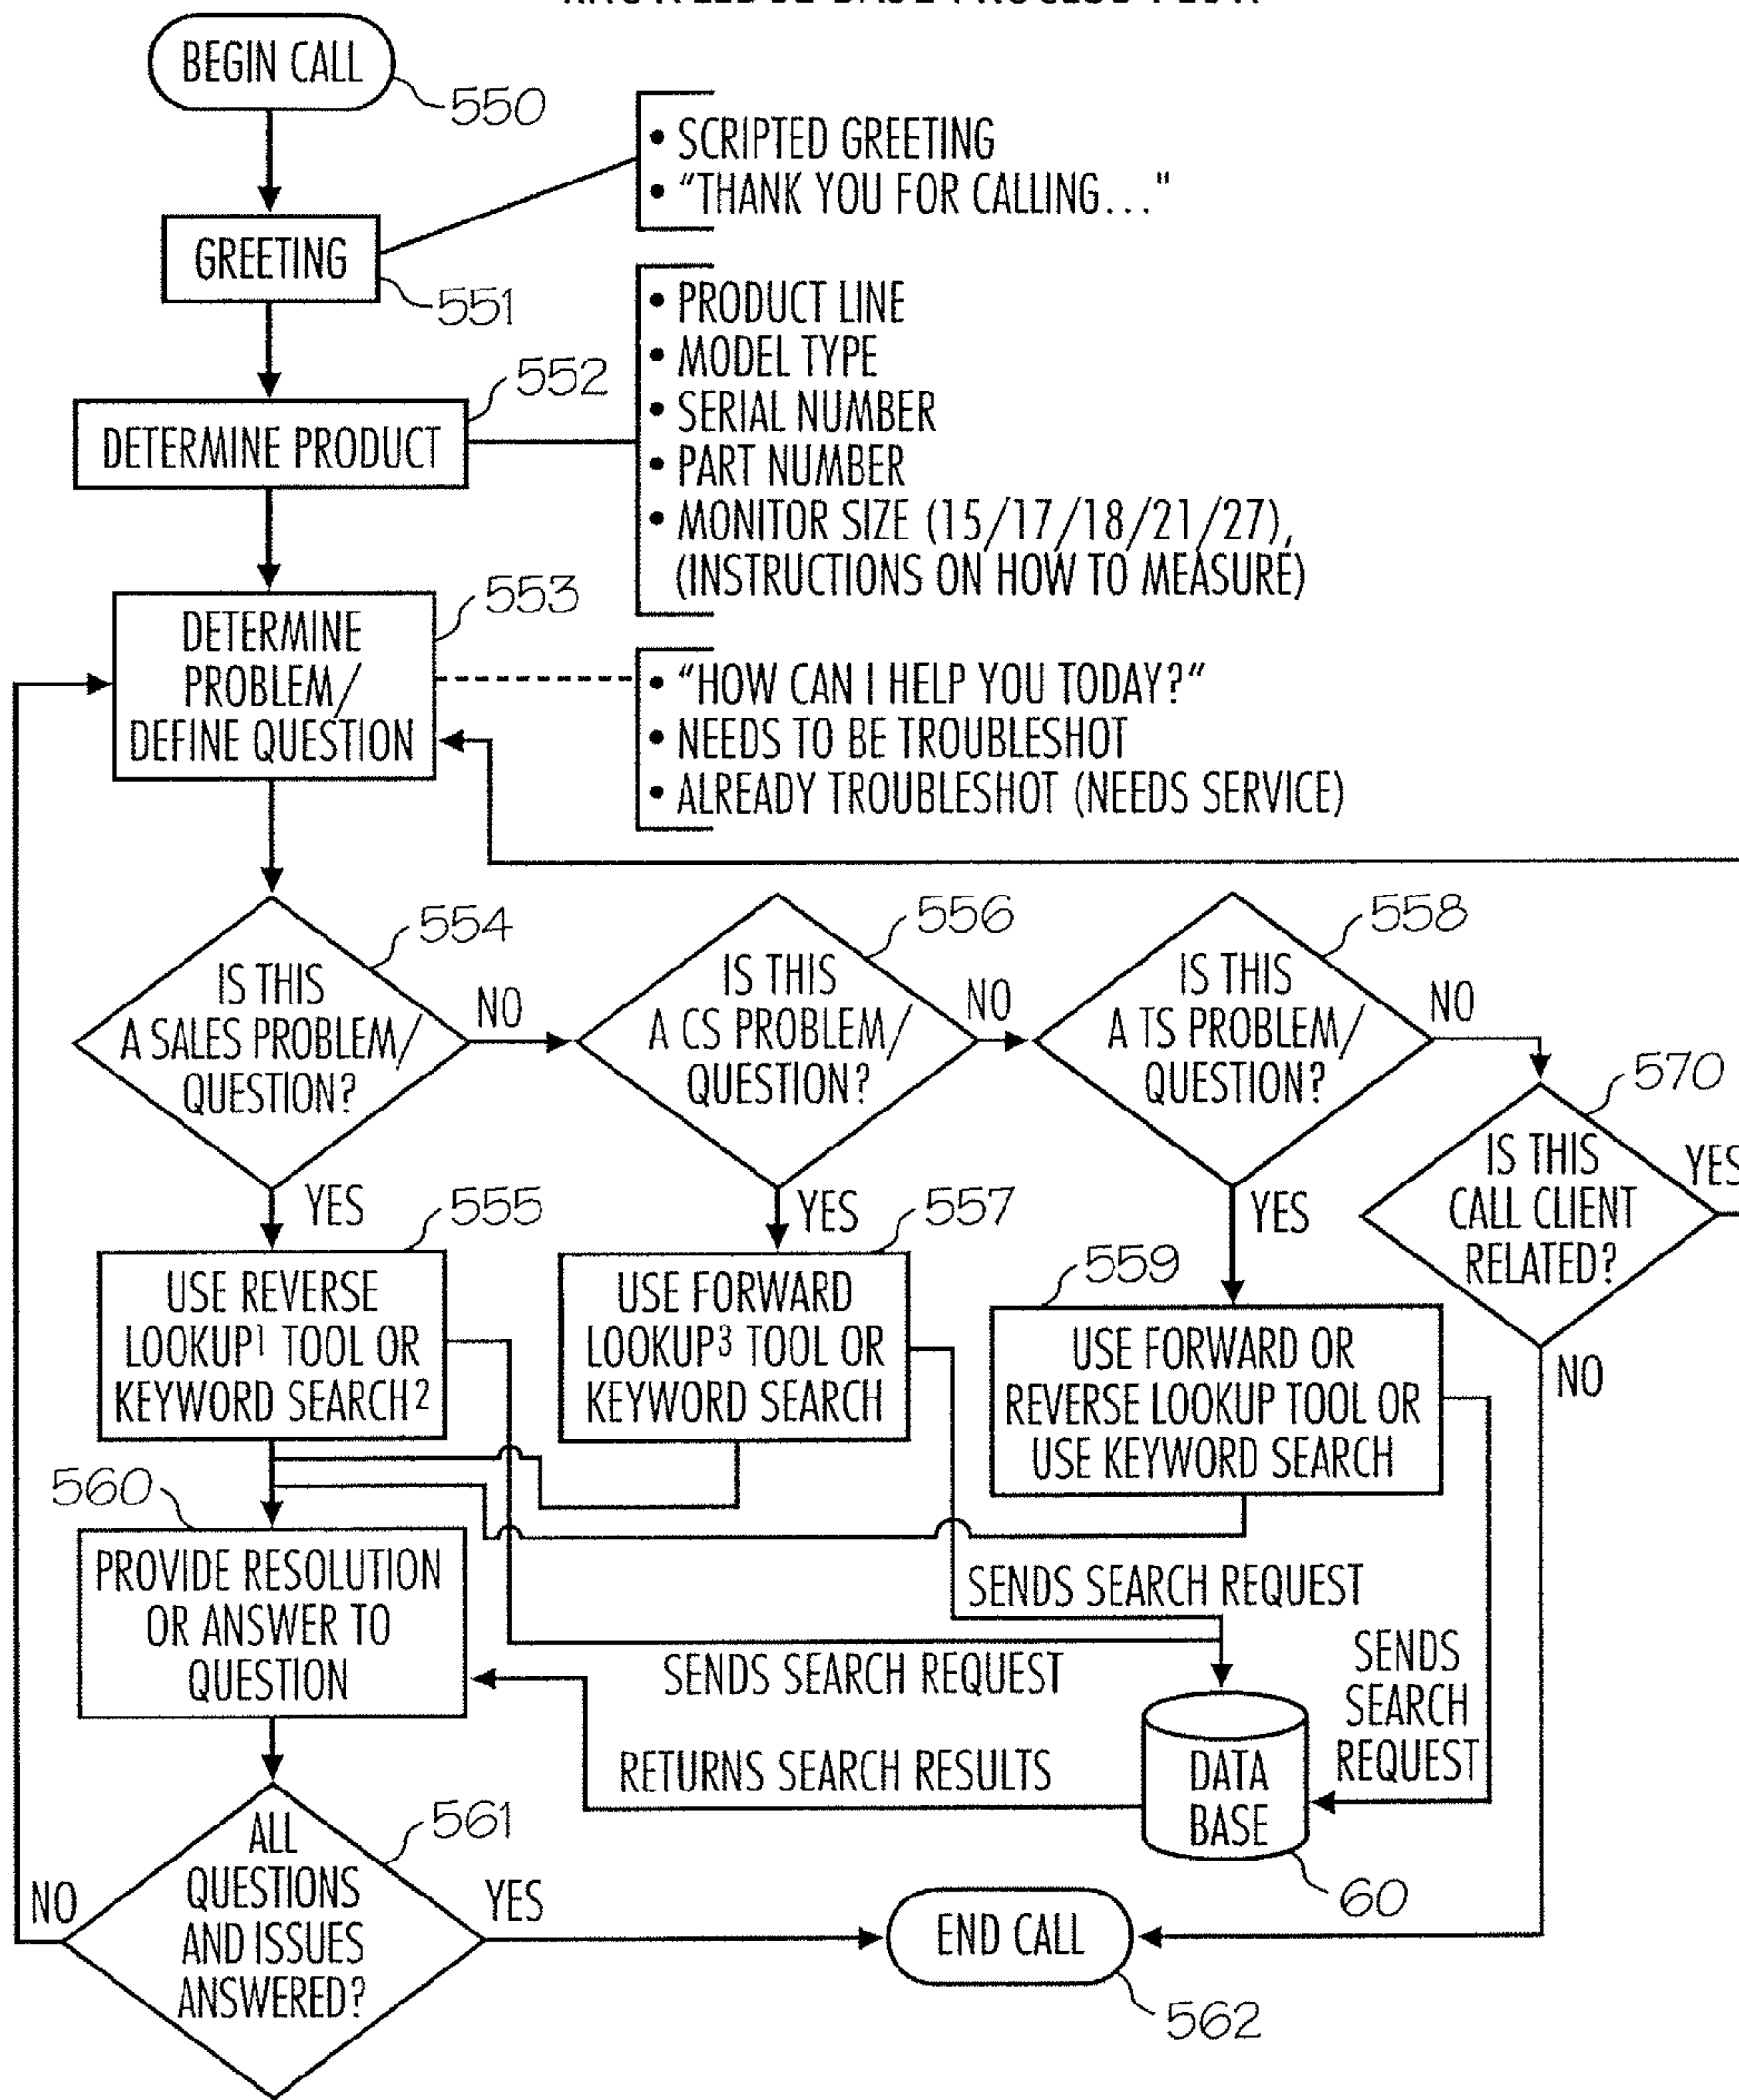 BEGIN CALL
550
• SCRIPTED GREETING
• "THANK YOU FOR CALLING..."
GREETING
551
• PRODUCT LINE
• MODEL TYPE
• SERIAL NUMBER
• PART NUMBER
• MONITOR SIZE (15/17/18/21/27),
(INSTRUCTIONS ON HOW TO MEASURE)
552
DETERMINE PRODUCT
553
DETERMINE
PROBLEM/
DEFINE QUESTION
• "HOW CAN I HELP YOU TODAY?"
• NEEDS TO BE TROUBLESHOT
• ALREADY TROUBLESHOT (NEEDS SERVICE)
554
IS THIS
A SALES PROBLEM/
QUESTION?
NO
YES
556
IS THIS
A CS PROBLEM/
QUESTION?
NO
YES
558
IS THIS
A TS PROBLEM/
QUESTION?
NO
YES
570
IS THIS
CALL CLIENT
RELATED?
YES
NO
555
USE REVERSE
LOOKUP1 TOOL OR
KEYWORD SEARCH2
557
USE FORWARD
LOOKUP3 TOOL OR
KEYWORD SEARCH
559
USE FORWARD OR
REVERSE LOOKUP TOOL OR
USE KEYWORD SEARCH
560
PROVIDE RESOLUTION
OR ANSWER TO
QUESTION
SENDS SEARCH REQUEST
SENDS SEARCH REQUEST
SENDS
SEARCH
REQUEST
RETURNS SEARCH RESULTS
DATA
BASE
60
561
ALL
QUESTIONS
AND ISSUES
ANSWERED?
NO
YES
END CALL
562